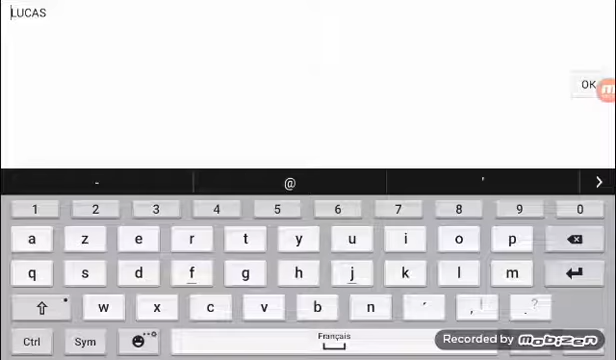 LUCAS
OK
- @ ' >
1 2 3 4 5 6 7 8 9 0
a z e r t y u i o p
q s d f g h j k l m
w x c v b n ´ , ! . ?
Ctrl Sym Français
Recorded by mobizen